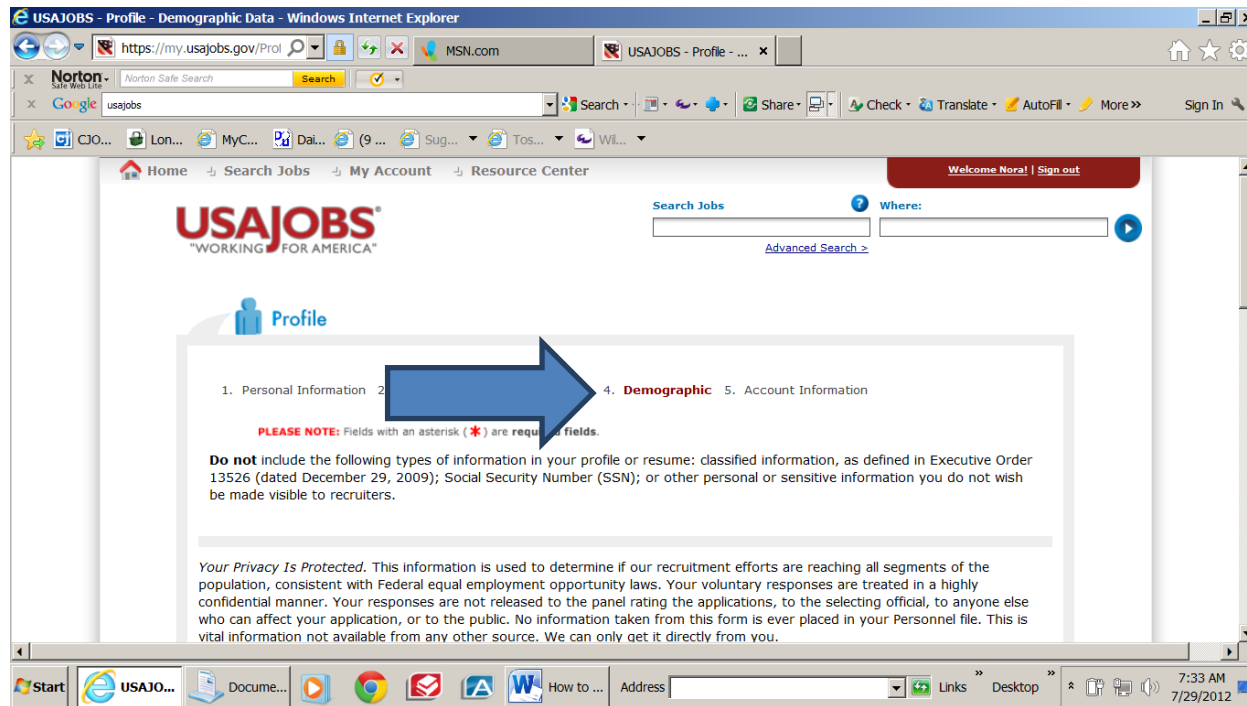 USAJOBS - Profile - Demographic Data - Windows Internet Explorer
https://my.usajobs.gov/Prof MSN.com USAJOBS - Profile - ...
Norton Safe Web Lite Norton Safe Search Search
Google usajobs Search Share Check Translate AutoFill More >> Sign In
CJO... Lon... MyC... Dai... (9 ... Sug... Tos... Wil...
Home Search Jobs My Account Resource Center Welcome Nora! | Sign out
Search Jobs ? Where:
USAJOBS®
"WORKING FOR AMERICA"
Advanced Search >
Profile
1. Personal Information 2 4. Demographic 5. Account Information
PLEASE NOTE: Fields with an asterisk ( * ) are required fields.
Do not include the following types of information in your profile or resume: classified information, as defined in Executive Order
13526 (dated December 29, 2009); Social Security Number (SSN); or other personal or sensitive information you do not wish
be made visible to recruiters.
Your Privacy Is Protected. This information is used to determine if our recruitment efforts are reaching all segments of the
population, consistent with Federal equal employment opportunity laws. Your voluntary responses are treated in a highly
confidential manner. Your responses are not released to the panel rating the applications, to the selecting official, to anyone else
who can affect your application, or to the public. No information taken from this form is ever placed in your Personnel file. This is
vital information not available from any other source. We can only get it directly from you.
Start USAJO... Docume... How to ... Address Links » Desktop » 7:33 AM
7/29/2012